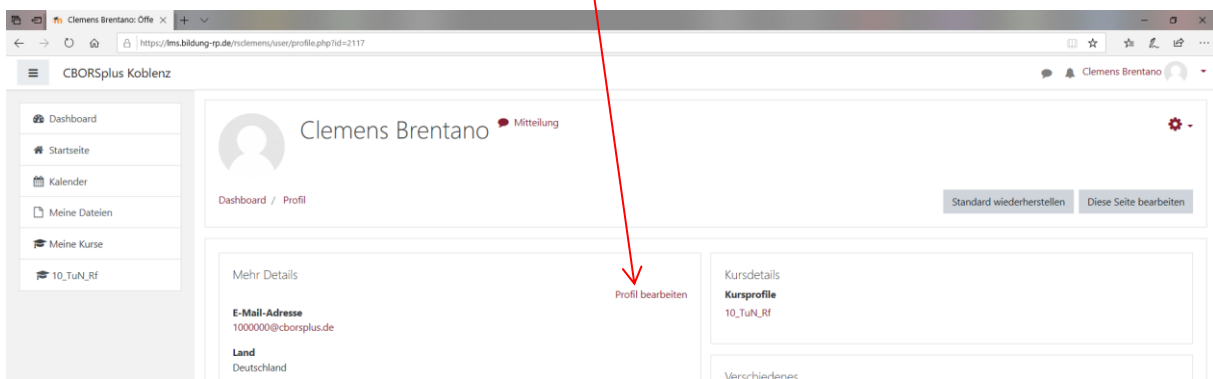 Clemens Brentano: Öffe
https://lms.bildung-rp.de/rsclemens/user/profile.php?id=2117
CBORSplus Koblenz
Clemens Brentano
Dashboard
Startseite
Kalender
Meine Dateien
Meine Kurse
10_TuN_Rf
Clemens Brentano
Mitteilung
Dashboard / Profil
Standard wiederherstellen
Diese Seite bearbeiten
Mehr Details
Profil bearbeiten
E-Mail-Adresse
1000000@cborsplus.de
Land
Deutschland
Kursdetails
Kursprofile
10_TuN_Rf
Verschiedenes